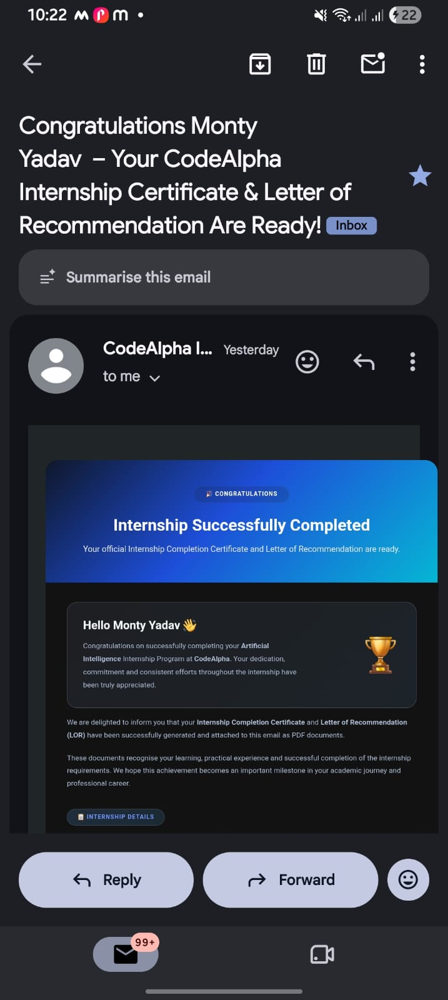 10:22
22
Congratulations Monty
Yadav – Your CodeAlpha
Internship Certificate & Letter of
Recommendation Are Ready! Inbox
Summarise this email
CodeAlpha I... Yesterday
to me
🎉 CONGRATULATIONS
Internship Successfully Completed
Your official Internship Completion Certificate and Letter of Recommendation are ready.
Hello Monty Yadav 👋
Congratulations on successfully completing your Artificial
Intelligence Internship Program at CodeAlpha. Your dedication,
commitment and consistent efforts throughout the internship have
been truly appreciated.
We are delighted to inform you that your Internship Completion Certificate and Letter of Recommendation
(LOR) have been successfully generated and attached to this email as PDF documents.
These documents recognise your learning, practical experience and successful completion of the internship
requirements. We hope this achievement becomes an important milestone in your academic journey and
professional career.
📋 INTERNSHIP DETAILS
Reply
Forward
99+